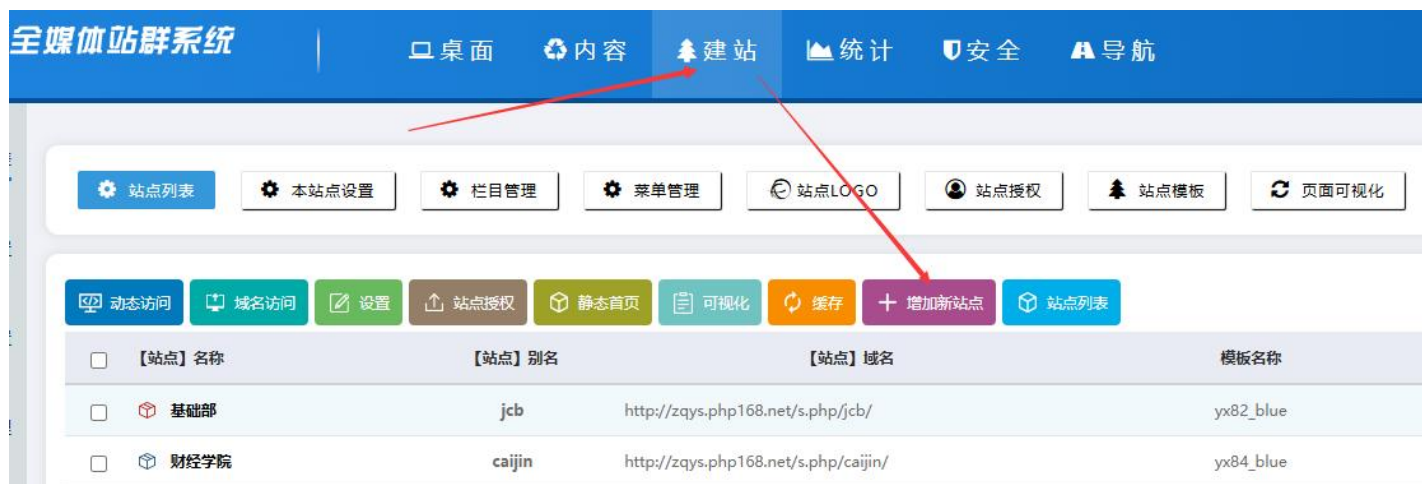 全媒体站群系统 桌面 内容 建站 统计 安全 导航
站点列表 本站点设置 栏目管理 菜单管理 站点LOGO 站点授权 站点模板 页面可视化
动态访问 域名访问 设置 站点授权 静态首页 可视化 缓存 增加新站点 站点列表
【站点】名称 【站点】别名 【站点】域名 模板名称
基础部 jcb http://zqys.php168.net/s.php/jcb/ yx82_blue
财经学院 caijin http://zqys.php168.net/s.php/caijin/ yx84_blue